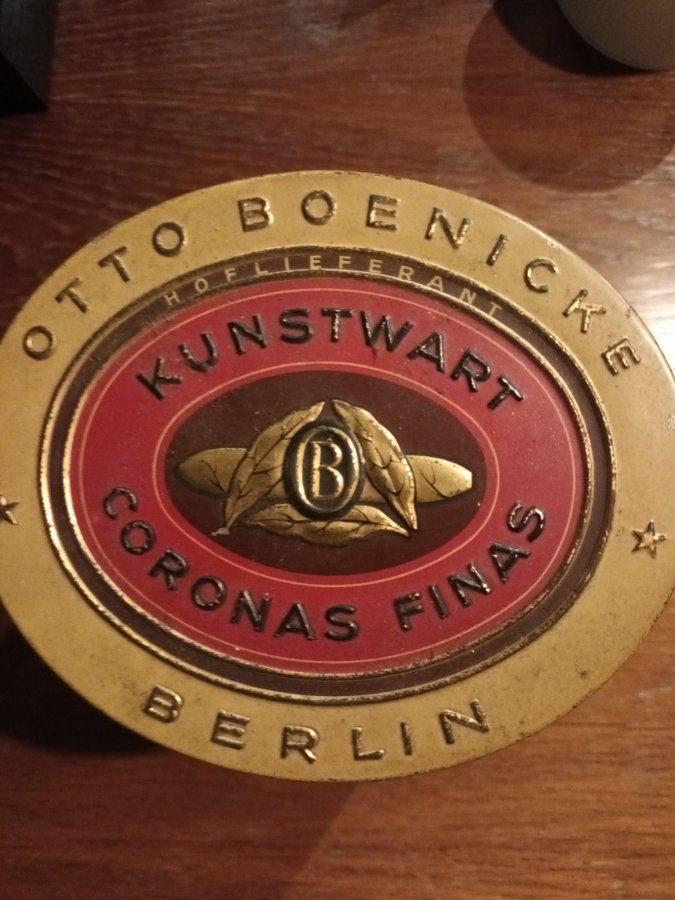 OTTO BOENICKE
HOFLIEFERANT
KUNSTWART
B
CORONAS FINAS
BERLIN